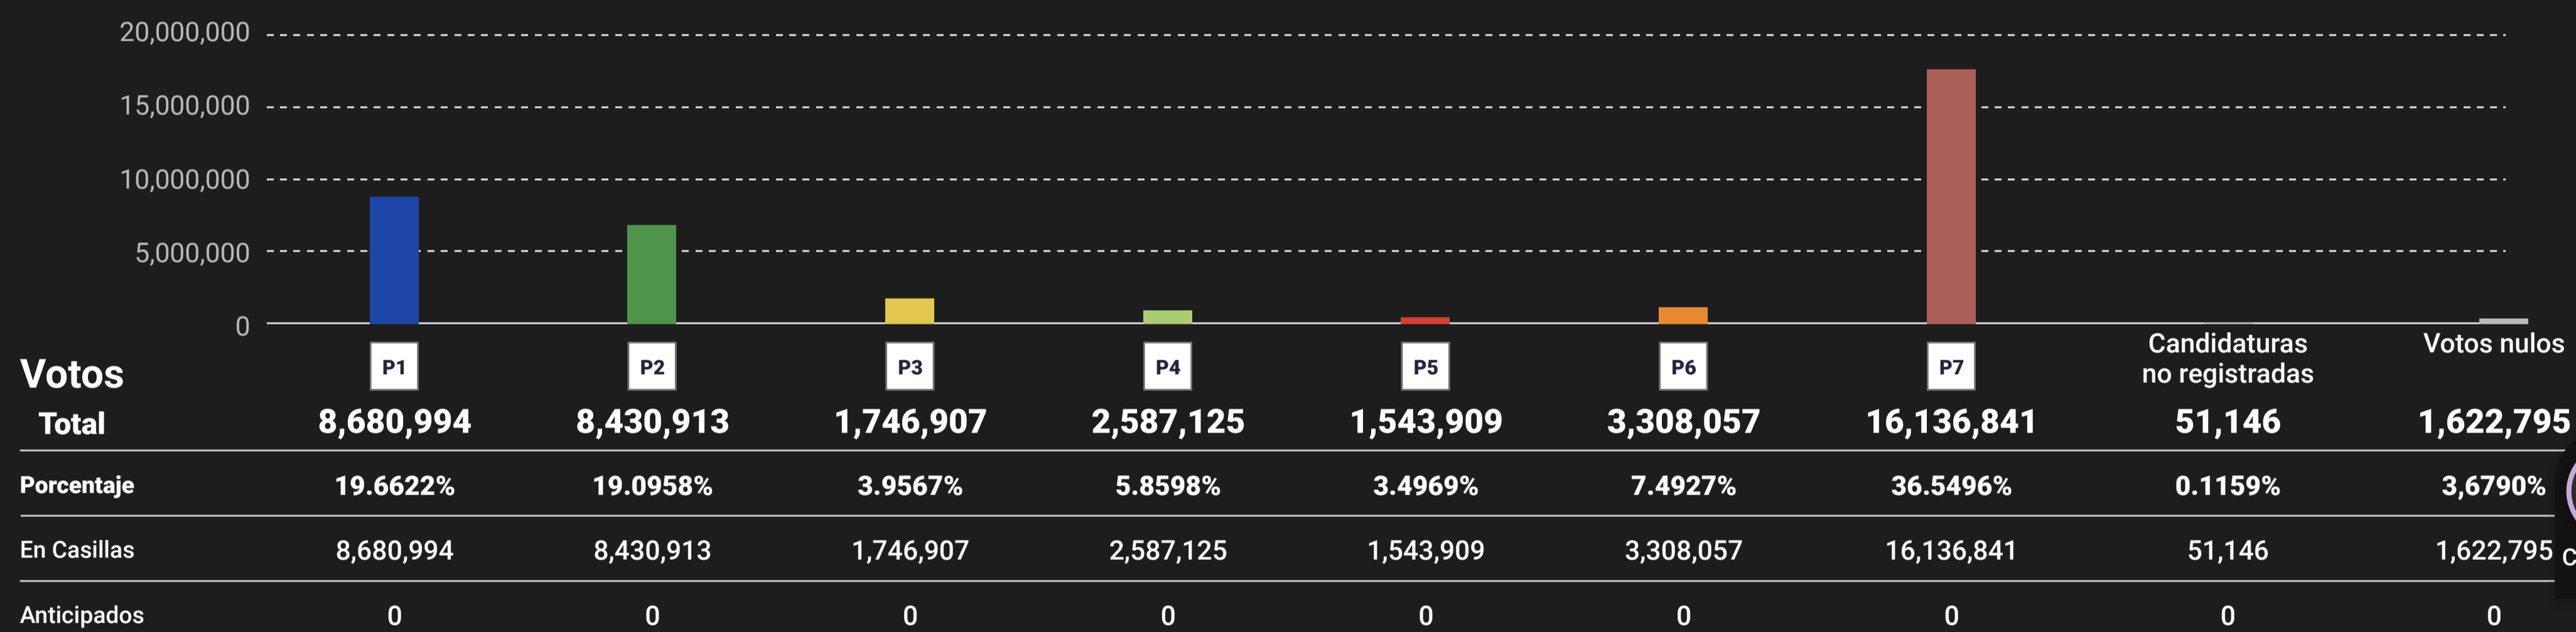 20,000,000
15,000,000
10,000,000
5,000,000
0
Votos P1 P2 P3 P4 P5 P6 P7 Candidaturas no registradas Votos nulos
Total 8,680,994 8,430,913 1,746,907 2,587,125 1,543,909 3,308,057 16,136,841 51,146 1,622,795
Porcentaje 19.6622% 19.0958% 3.9567% 5.8598% 3.4969% 7.4927% 36.5496% 0.1159% 3,6790%
En Casillas 8,680,994 8,430,913 1,746,907 2,587,125 1,543,909 3,308,057 16,136,841 51,146 1,622,795
Anticipados 0 0 0 0 0 0 0 0 0